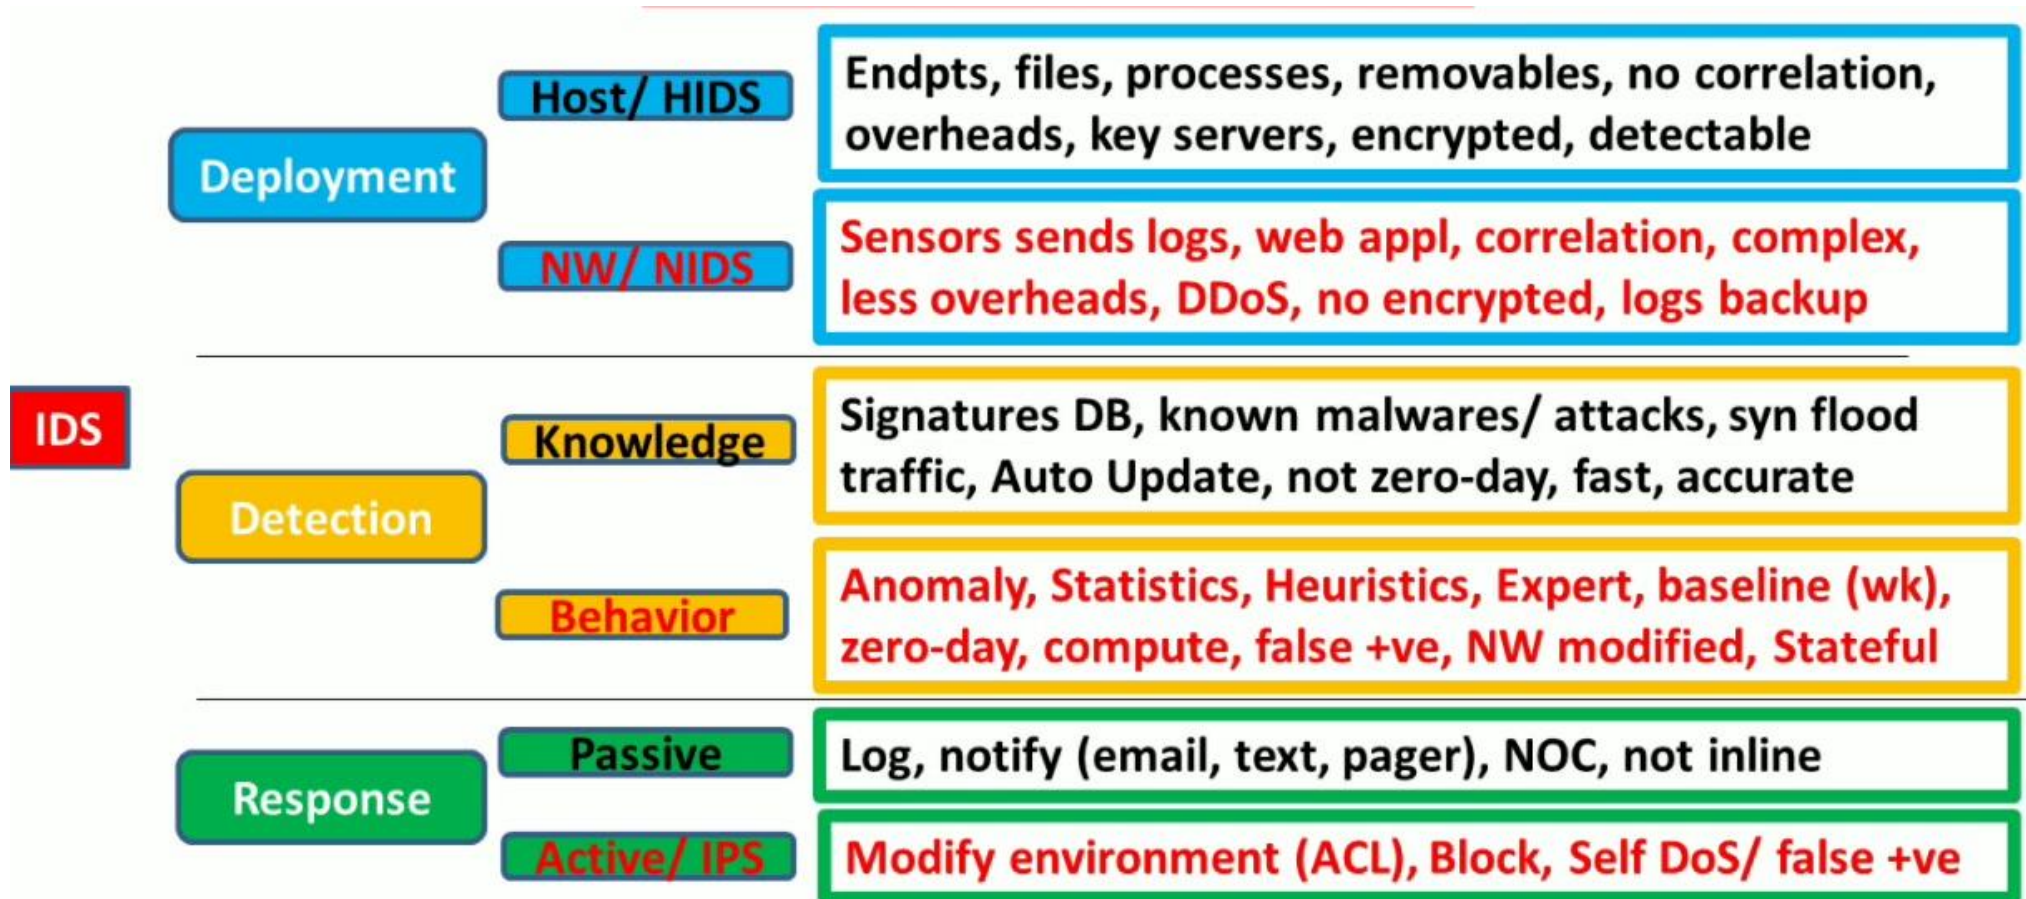 Host/ HIDS
Endpts, files, processes, removables, no correlation,
overheads, key servers, encrypted, detectable
Deployment
NW/ NIDS
Sensors sends logs, web appl, correlation, complex,
less overheads, DDoS, no encrypted, logs backup
IDS
Knowledge
Signatures DB, known malwares/ attacks, syn flood
traffic, Auto Update, not zero-day, fast, accurate
Detection
Behavior
Anomaly, Statistics, Heuristics, Expert, baseline (wk),
zero-day, compute, false +ve, NW modified, Stateful
Passive
Log, notify (email, text, pager), NOC, not inline
Response
Active/ IPS
Modify environment (ACL), Block, Self DoS/ false +ve